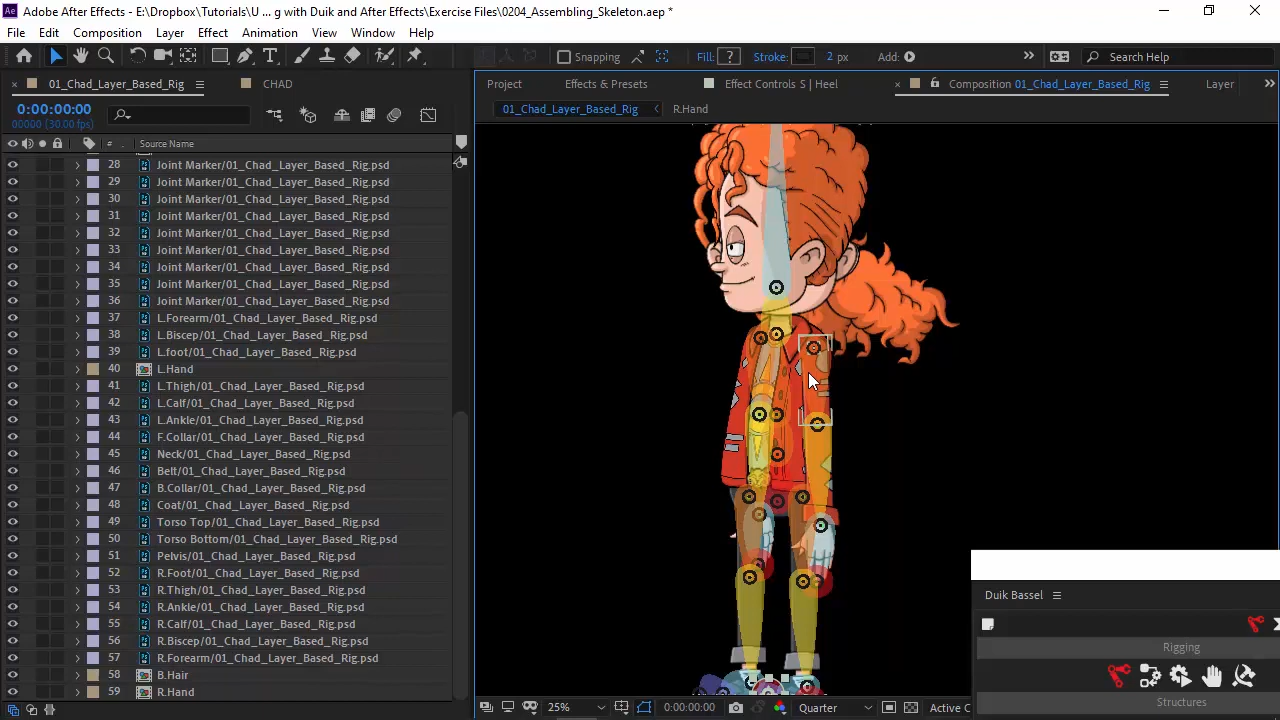 Adobe After Effects - E:\Dropbox\Tutorials\U ... g with Duik and After Effects\Exercise Files\0204_Assembling_Skeleton.aep *
File Edit Composition Layer Effect Animation View Window Help
Snapping Fill: ? Stroke: 2 px Add: Search Help
01_Chad_Layer_Based_Rig CHAD
Project Effects & Presets Effect Controls S | Heel Composition 01_Chad_Layer_Based_Rig Layer
0:00:00:00
00000 (30.00 fps)
01_Chad_Layer_Based_Rig R.Hand
# Source Name
28 Joint Marker/01_Chad_Layer_Based_Rig.psd
29 Joint Marker/01_Chad_Layer_Based_Rig.psd
30 Joint Marker/01_Chad_Layer_Based_Rig.psd
31 Joint Marker/01_Chad_Layer_Based_Rig.psd
32 Joint Marker/01_Chad_Layer_Based_Rig.psd
33 Joint Marker/01_Chad_Layer_Based_Rig.psd
34 Joint Marker/01_Chad_Layer_Based_Rig.psd
35 Joint Marker/01_Chad_Layer_Based_Rig.psd
36 Joint Marker/01_Chad_Layer_Based_Rig.psd
37 L.Forearm/01_Chad_Layer_Based_Rig.psd
38 L.Biscep/01_Chad_Layer_Based_Rig.psd
39 L.foot/01_Chad_Layer_Based_Rig.psd
40 L.Hand
41 L.Thigh/01_Chad_Layer_Based_Rig.psd
42 L.Calf/01_Chad_Layer_Based_Rig.psd
43 L.Ankle/01_Chad_Layer_Based_Rig.psd
44 F.Collar/01_Chad_Layer_Based_Rig.psd
45 Neck/01_Chad_Layer_Based_Rig.psd
46 Belt/01_Chad_Layer_Based_Rig.psd
47 B.Collar/01_Chad_Layer_Based_Rig.psd
48 Coat/01_Chad_Layer_Based_Rig.psd
49 Torso Top/01_Chad_Layer_Based_Rig.psd
50 Torso Bottom/01_Chad_Layer_Based_Rig.psd
51 Pelvis/01_Chad_Layer_Based_Rig.psd
52 R.Foot/01_Chad_Layer_Based_Rig.psd
53 R.Thigh/01_Chad_Layer_Based_Rig.psd
54 R.Ankle/01_Chad_Layer_Based_Rig.psd
55 R.Calf/01_Chad_Layer_Based_Rig.psd
56 R.Biscep/01_Chad_Layer_Based_Rig.psd
57 R.Forearm/01_Chad_Layer_Based_Rig.psd
58 B.Hair
59 R.Hand
Duik Bassel
Rigging
Structures
25% 0:00:00:00 Quarter Active C